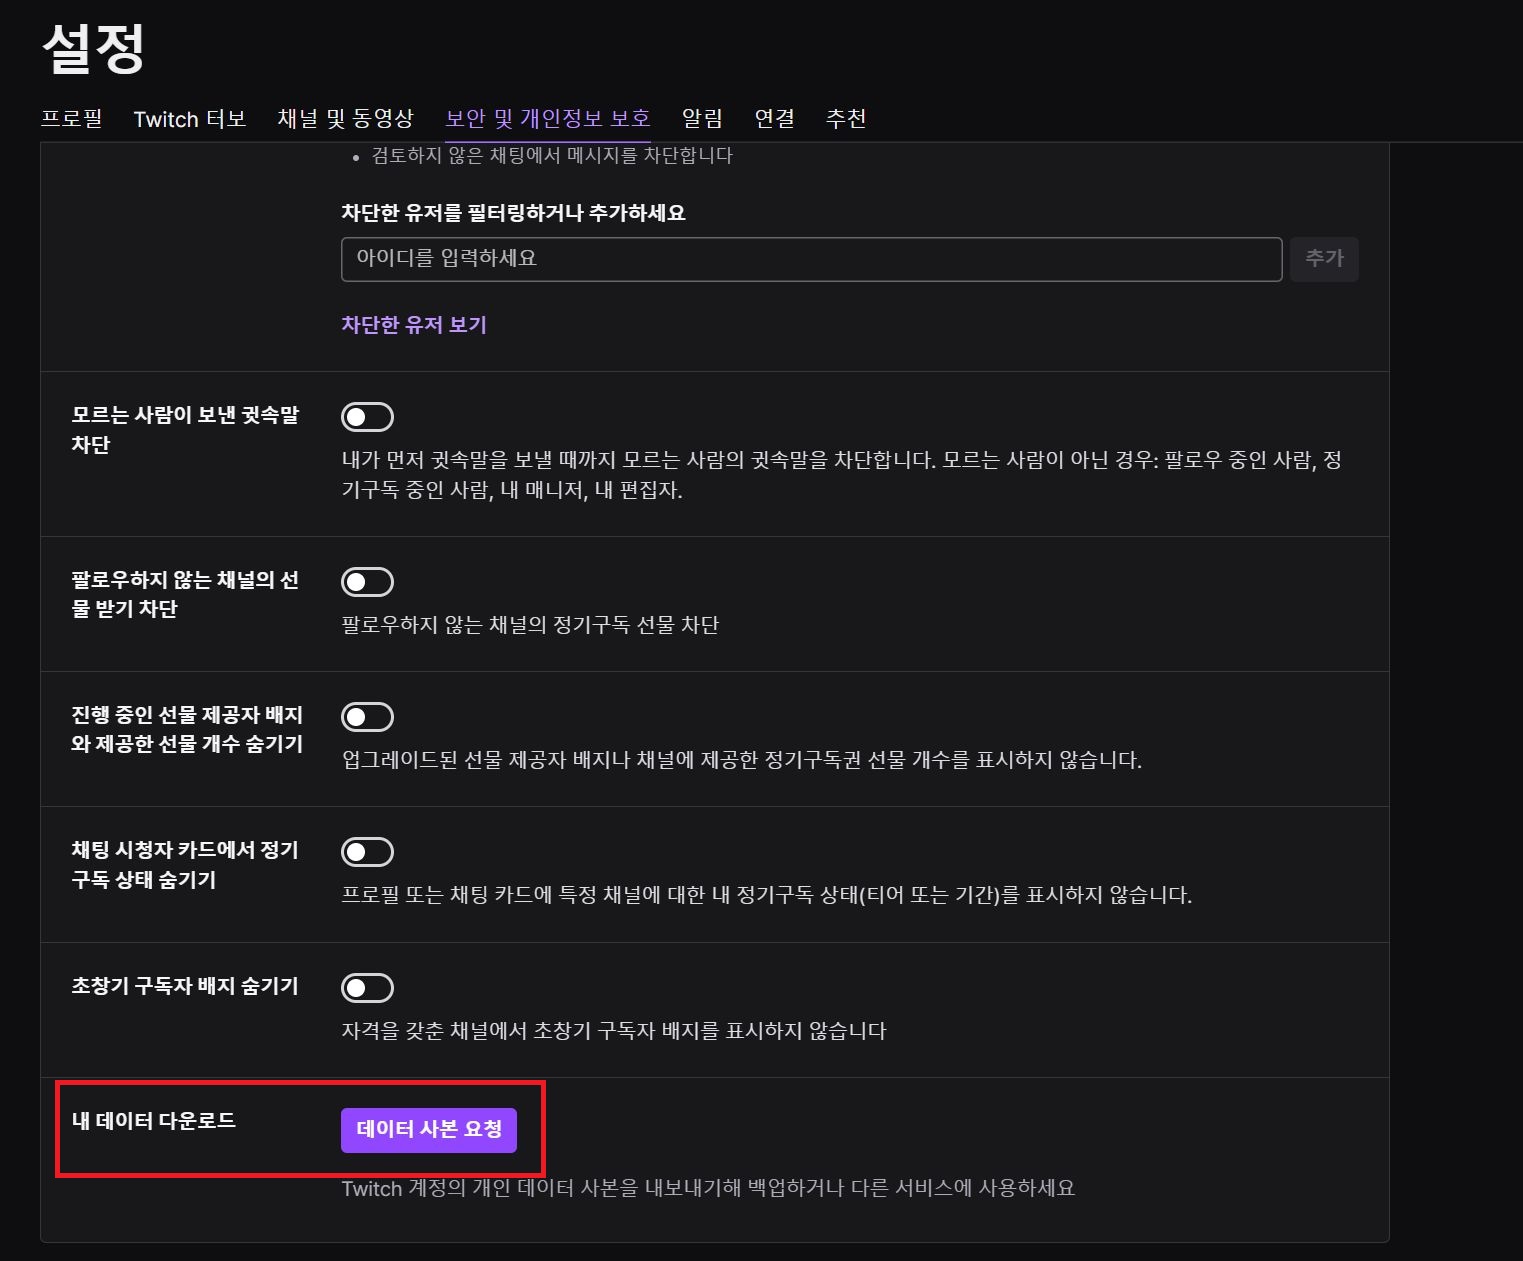 설정
프로필 Twitch 터보 채널 및 동영상 보안 및 개인정보 보호 알림 연결 추천
• 검토하지 않은 채팅에서 메시지를 차단합니다
차단한 유저를 필터링하거나 추가하세요
아이디를 입력하세요 추가
차단한 유저 보기
모르는 사람이 보낸 귓속말
차단
내가 먼저 귓속말을 보낼 때까지 모르는 사람의 귓속말을 차단합니다. 모르는 사람이 아닌 경우: 팔로우 중인 사람, 정
기구독 중인 사람, 내 매니저, 내 편집자.
팔로우하지 않는 채널의 선
물 받기 차단
팔로우하지 않는 채널의 정기구독 선물 차단
진행 중인 선물 제공자 배지
와 제공한 선물 개수 숨기기
업그레이드된 선물 제공자 배지나 채널에 제공한 정기구독권 선물 개수를 표시하지 않습니다.
채팅 시청자 카드에서 정기
구독 상태 숨기기
프로필 또는 채팅 카드에 특정 채널에 대한 내 정기구독 상태(티어 또는 기간)를 표시하지 않습니다.
초창기 구독자 배지 숨기기
자격을 갖춘 채널에서 초창기 구독자 배지를 표시하지 않습니다
내 데이터 다운로드 데이터 사본 요청
Twitch 계정의 개인 데이터 사본을 내보내기해 백업하거나 다른 서비스에 사용하세요